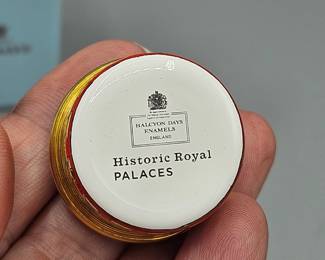 HALCYON DAYS
ENAMELS
ENGLAND
Historic Royal
PALACES